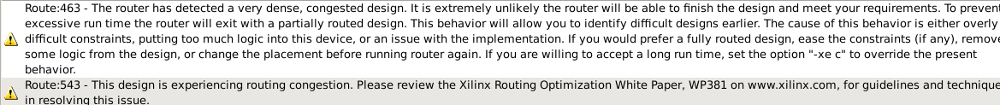 Route:463 - The router has detected a very dense, congested design. It is extremely unlikely the router will be able to finish the design and meet your requirements. To preven
excessive run time the router will exit with a partially routed design. This behavior will allow you to identify difficult designs earlier. The cause of this behavior is either overly
difficult constraints, putting too much logic into this device, or an issue with the implementation. If you would prefer a fully routed design, ease the constraints (if any), remove
some logic from the design, or change the placement before running router again. If you are willing to accept a long run time, set the option "-xe c" to override the present
behavior.
Route:543 - This design is experiencing routing congestion. Please review the Xilinx Routing Optimization White Paper, WP381 on www.xilinx.com, for guidelines and technique
in resolving this issue.